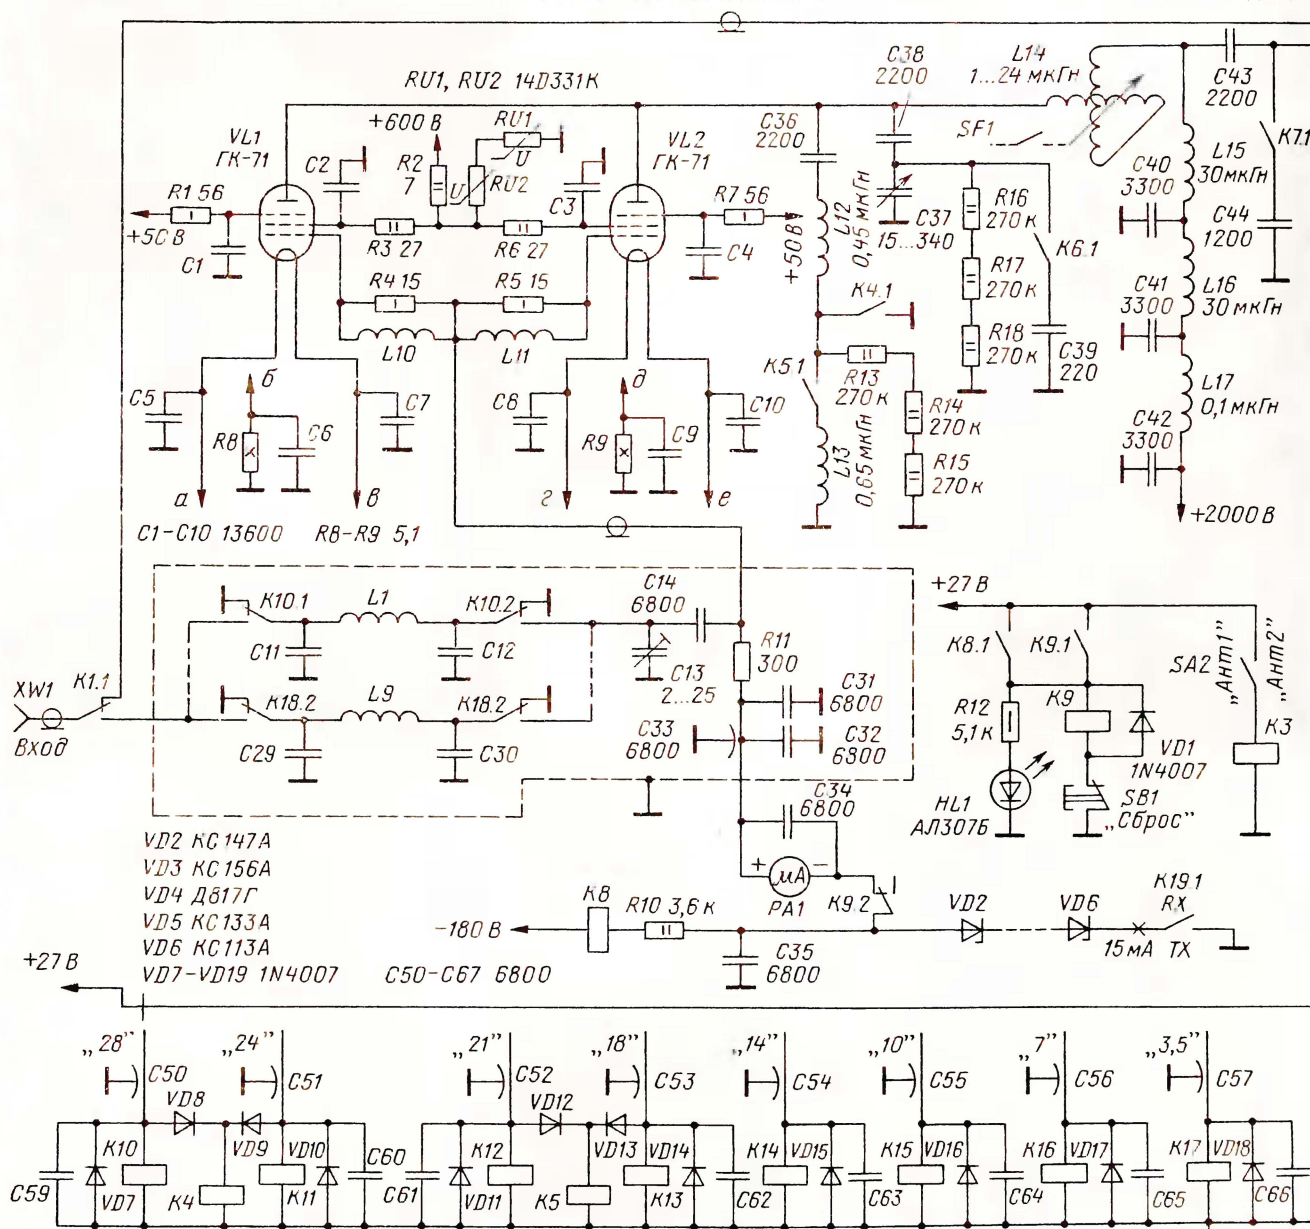 RU1, RU2 14D331K
C38
2200
L14
1...24 мкГн
C43
2200
VL1
ГК-71
+600 В
RU1
U
RU2
U
R2
7
C2
C3
VL2
ГК-71
C36
2200
SF1
K7.1
C40
3300
L15
30мкГн
R1 56
+50 В
C1
R3 27
R6 27
R7 56
+50 В
C4
L12
0,45 мкГн
C37
15...340
R16
270 к
R17
270 к
R18
270 к
K6.1
C39
220
C44
1200
C41
3300
L16
30 мкГн
R4 15
R5 15
L10
L11
K4.1
K5.1
R13
270 к
R14
270 к
R15
270 к
L13
0,65 мкГн
L17
0,1 мкГн
C42
3300
+2000 В
C5
б
R8
C6
C7
а
в
C8
д
R9
C9
C10
г
е
C1-C10 13600
R8-R9 5,1
XW1
Вход
K1.1
K10.1
L1
K10.2
C11
C12
K18.2
L9
K18.2
C29
C30
C14
6800
C13
2...25
R11
300
C31
6800
C33
6800
C32
6800
C34
6800
+
μA
−
PA1
K9.2
+27 В
K8.1
K9.1
R12
5,1 к
K9
VD1
1N4007
HL1
АЛ307Б
SB1
„Сброс”
SA2
„Ант1”
„Ант2”
K3
VD2 КС147А
VD3 КС156А
VD4 Д817Г
VD5 КС133А
VD6 КС113А
VD7-VD19 1N4007
C50-C67 6800
-180 В
K8
R10 3,6 к
C35
6800
VD2
VD6
15 мА
K19.1
RX
TX
+27 В
„28”
C50
„24”
C51
„21”
C52
„18”
C53
„14”
C54
„10”
C55
„7”
C56
„3,5”
C57
VD8
VD12
C59
K10
VD7
K4
VD9
VD10
K11
C60
C61
K12
VD11
K5
VD13
VD14
K13
C62
K14
VD15
C63
K15
VD16
C64
K16
VD17
C65
K17
VD18
C66